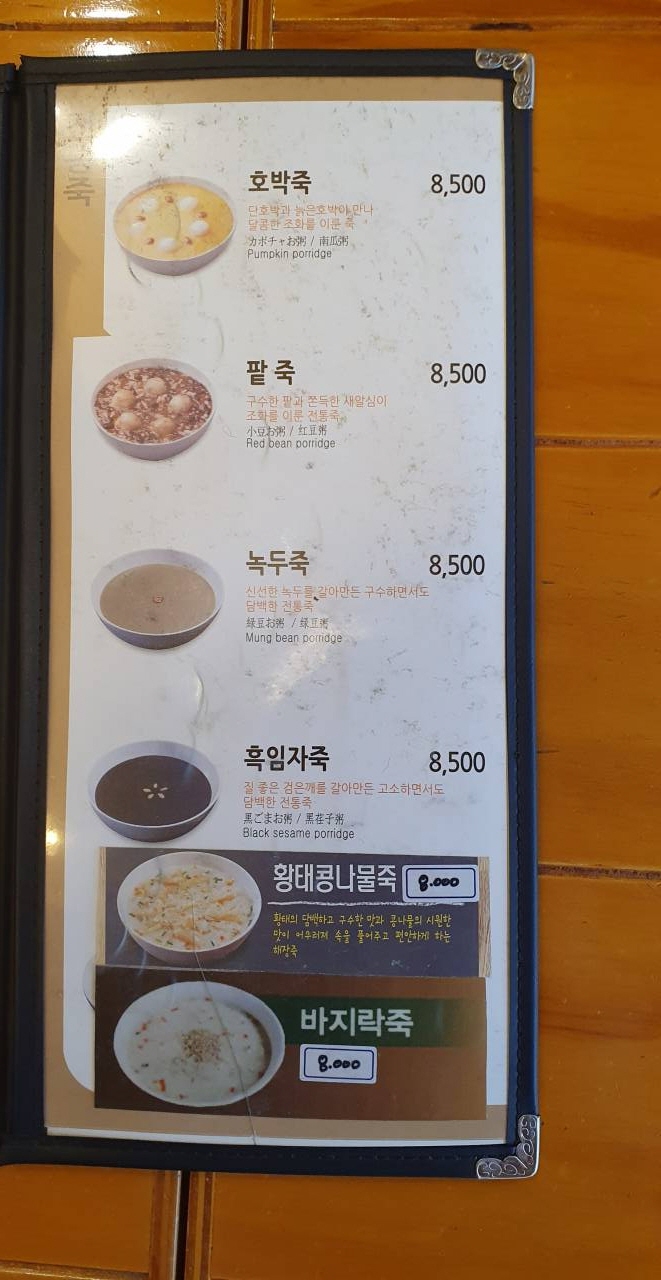 죽
호박죽 8,500
단호박과 늙은호박이 만나
달콤한 조화를 이룬 죽
カボチャお粥 / 南瓜粥
Pumpkin porridge
팥 죽 8,500
구수한 팥과 쫀득한 새알심이
조화를 이룬 전통죽
小豆お粥 / 红豆粥
Red bean porridge
녹두죽 8,500
신선한 녹두를 갈아만든 구수하면서도
담백한 전통죽
緑豆お粥 / 绿豆粥
Mung bean porridge
흑임자죽 8,500
질 좋은 검은깨를 갈아만든 고소하면서도
담백한 전통죽
黒ごまお粥 / 黑荏子粥
Black sesame porridge
황태콩나물죽 8.000
황태의 담백하고 구수한 맛과 콩나물의 시원한
맛이 어우러져 속을 풀어주고 편안하게 하는
해장죽
바지락죽
8.000